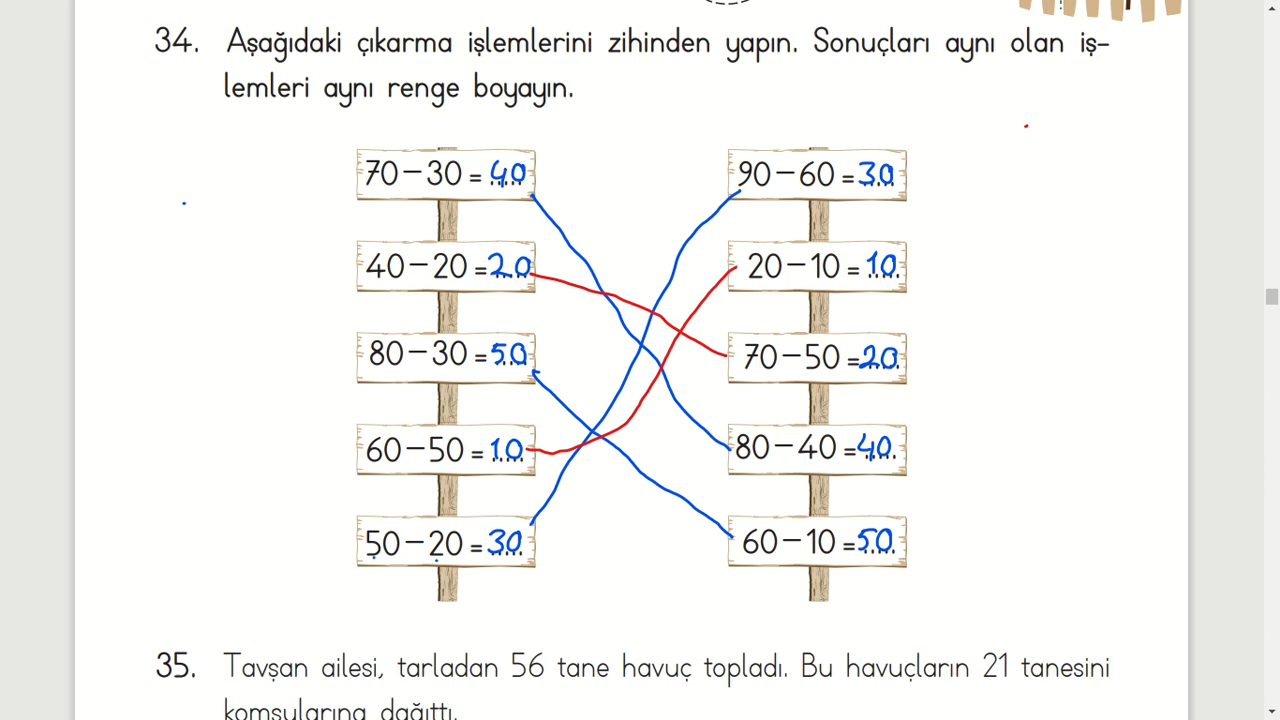 34. Aşağıdaki çıkarma işlemlerini zihinden yapın. Sonuçları aynı olan iş-
lemleri aynı renge boyayın.
70-30 = 40
90-60 = 30
40-20 = 20
20-10 = 10
80-30 = 50
70-50 = 20
60-50 = 10
80-40 = 40
50-20 = 30
60-10 = 50
35. Tavşan ailesi, tarladan 56 tane havuç topladı. Bu havuçların 21 tanesini
komşularına dağıttı.